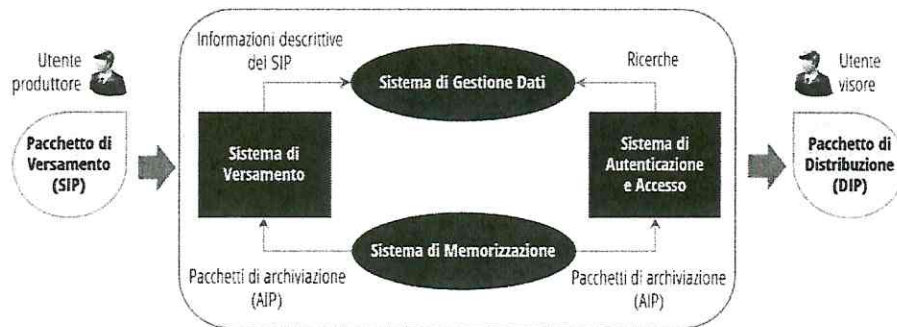 Utente
produttore
Pacchetto di
Versamento
(SIP)
Informazioni descrittive
dei SIP
Sistema di Gestione Dati
Ricerche
Sistema di
Versamento
Sistema di
Autenticazione
e Accesso
Sistema di Memorizzazione
Pacchetti di archiviazione
(AIP)
Pacchetti di archiviazione
(AIP)
Utente
visore
Pacchetto di
Distribuzione
(DIP)